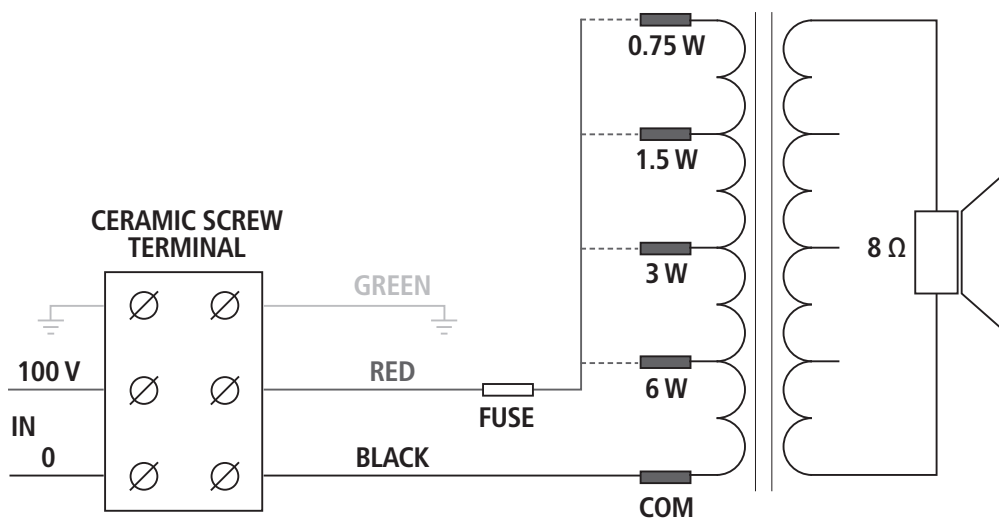 0.75 W
1.5 W
CERAMIC SCREW
TERMINAL
3 W
8 Ω
GREEN
100 V
RED
6 W
FUSE
IN
0
BLACK
COM